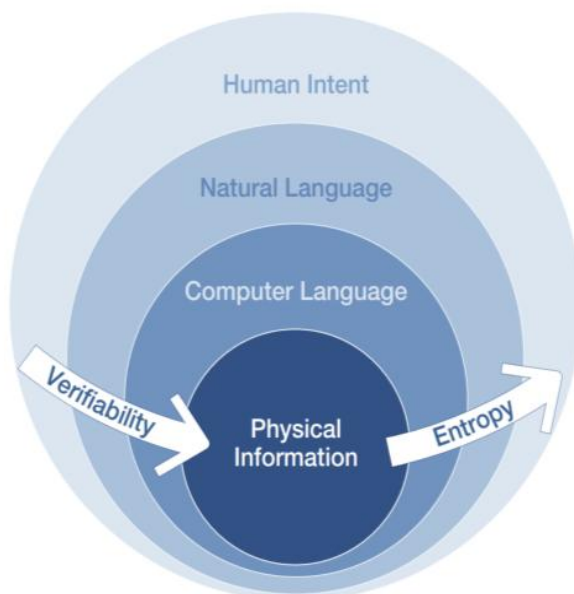 Human Intent
Natural Language
Computer Language
Verifiability
Physical
Information
Entropy